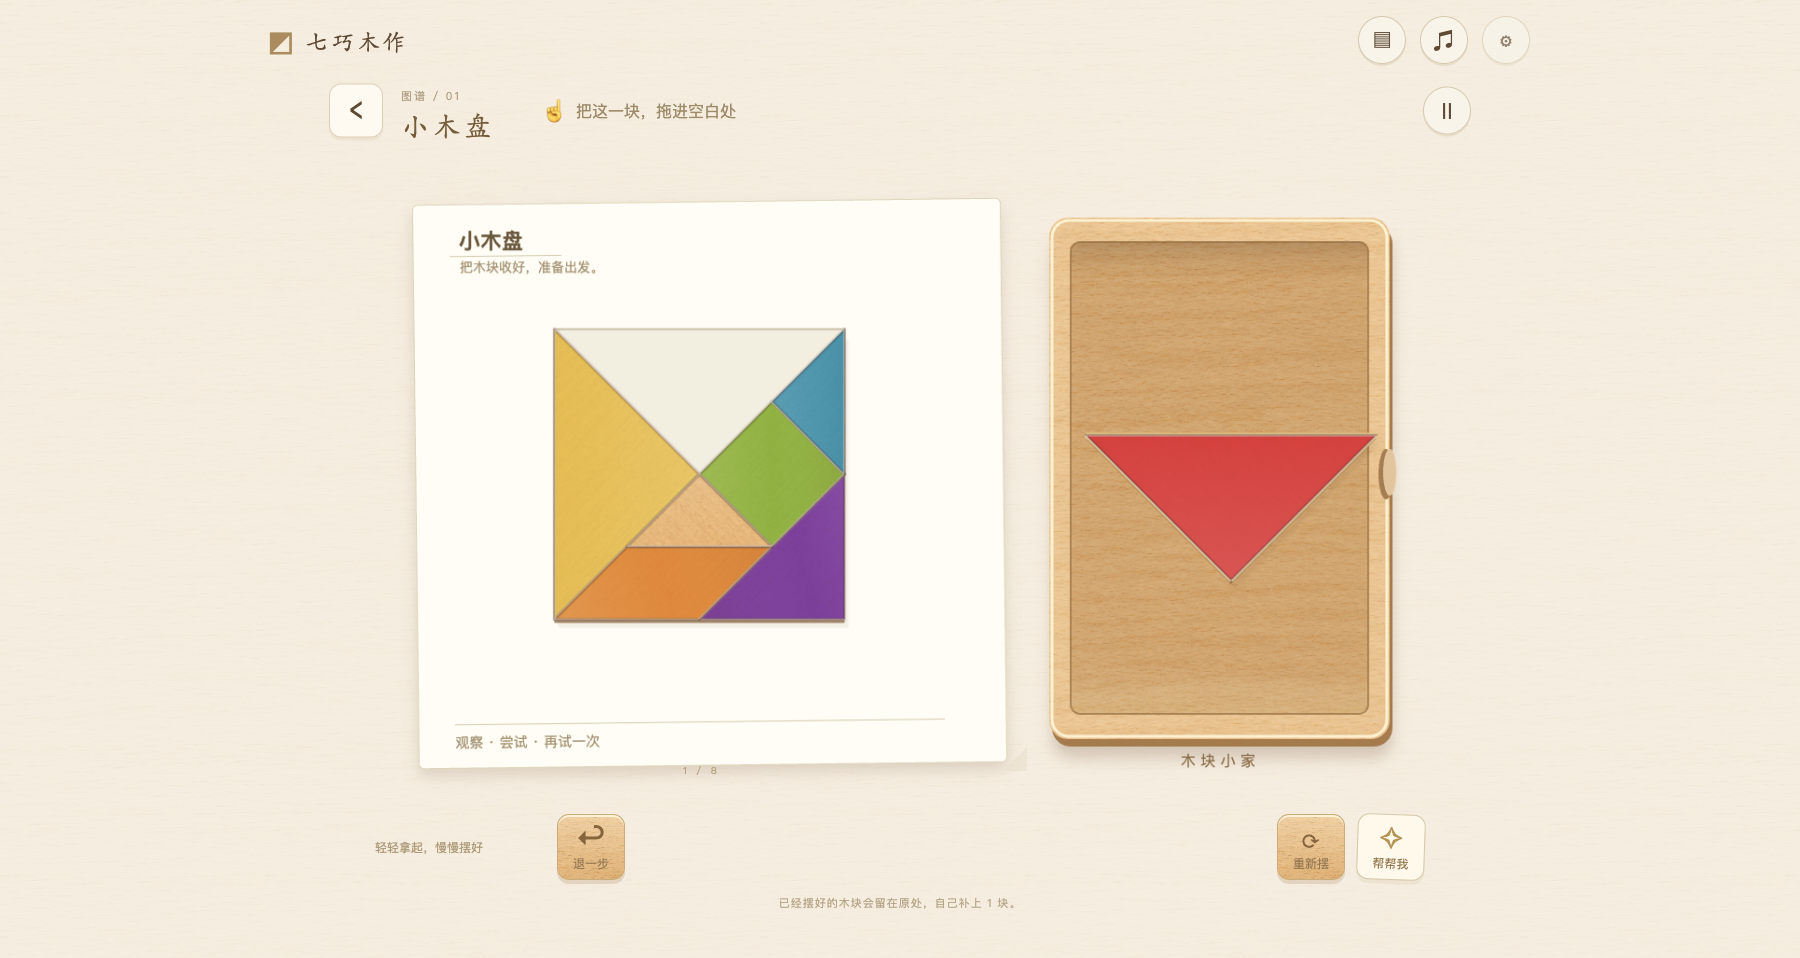 七巧木作
图谱 / 01
小木盘
把这一块，拖进空白处
小木盘
把木块收好，准备出发。
观察 · 尝试 · 再试一次
1 / 8
木块小家
轻轻拿起，慢慢摆好
退一步
重新摆
帮帮我
已经摆好的木块会留在原处，自己补上 1 块。